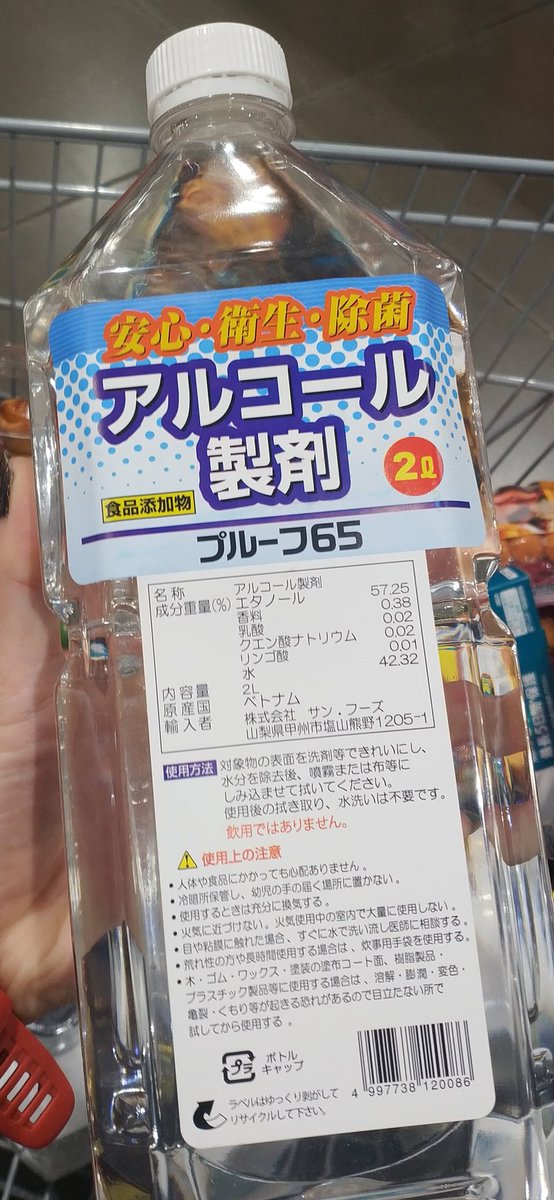 安心・衛生・除菌
アルコール
製剤
2ℓ
食品添加物
プルーフ65
名称 アルコール製剤
成分重量(%) エタノール 57.25
香料 0.38
乳酸 0.02
クエン酸ナトリウム 0.02
リンゴ酸 0.01
水 42.32
内容量 2L
原産国 ベトナム
輸入者 株式会社 サン・フーズ
山梨県甲州市塩山熊野1205-1
使用方法 対象物の表面を洗剤等できれいにし、
水分を除去後、噴霧または布等に
しみ込ませて拭いてください。
使用後の拭き取り、水洗いは不要です。
飲用ではありません。
使用上の注意
・人体や食品にかかっても心配ありません。
・冷暗所保管し、幼児の手の届く場所に置かない。
・使用するときは充分に換気する。
・火気に近づけない。火気使用中の室内で大量に使用しない。
・目や粘膜に触れた場合、すぐに水で洗い流し医師に相談する。
・荒れ性の方や長時間使用する場合は、炊事用手袋を使用する。
・木・ゴム・ワックス・塗装の塗布コート面、樹脂製品・
プラスチック製品等に使用する場合は、溶解・膨潤・変色・
亀裂・くもり等が起きる恐れがあるので目立たない所で
試してから使用する。
プラ ボトル
キャップ
ラベルはゆっくり剥がして
リサイクルして下さい。
4 997738 120086